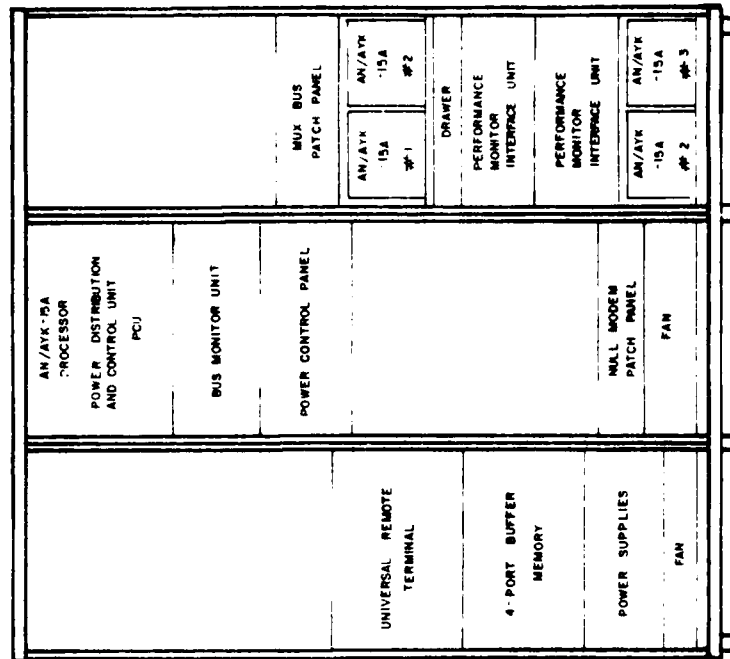 UNIVERSAL REMOTE
TERMINAL
4-PORT BUFFER
MEMORY
POWER SUPPLIES
FAN
AN/AYK-15A
PROCESSOR
POWER DISTRIBUTION
AND CONTROL UNIT
PCU
BUS MONITOR UNIT
POWER CONTROL PANEL
NULL MODEM
PATCH PANEL
FAN
MUX BUS
PATCH PANEL
AN/AYK
-15A
#1
AN/AYK
-15A
#2
DRAWER
PERFORMANCE
MONITOR
INTERFACE UNIT
PERFORMANCE
MONITOR
INTERFACE UNIT
AN/AYK
-15A
#2
AN/AYK
-15A
#3